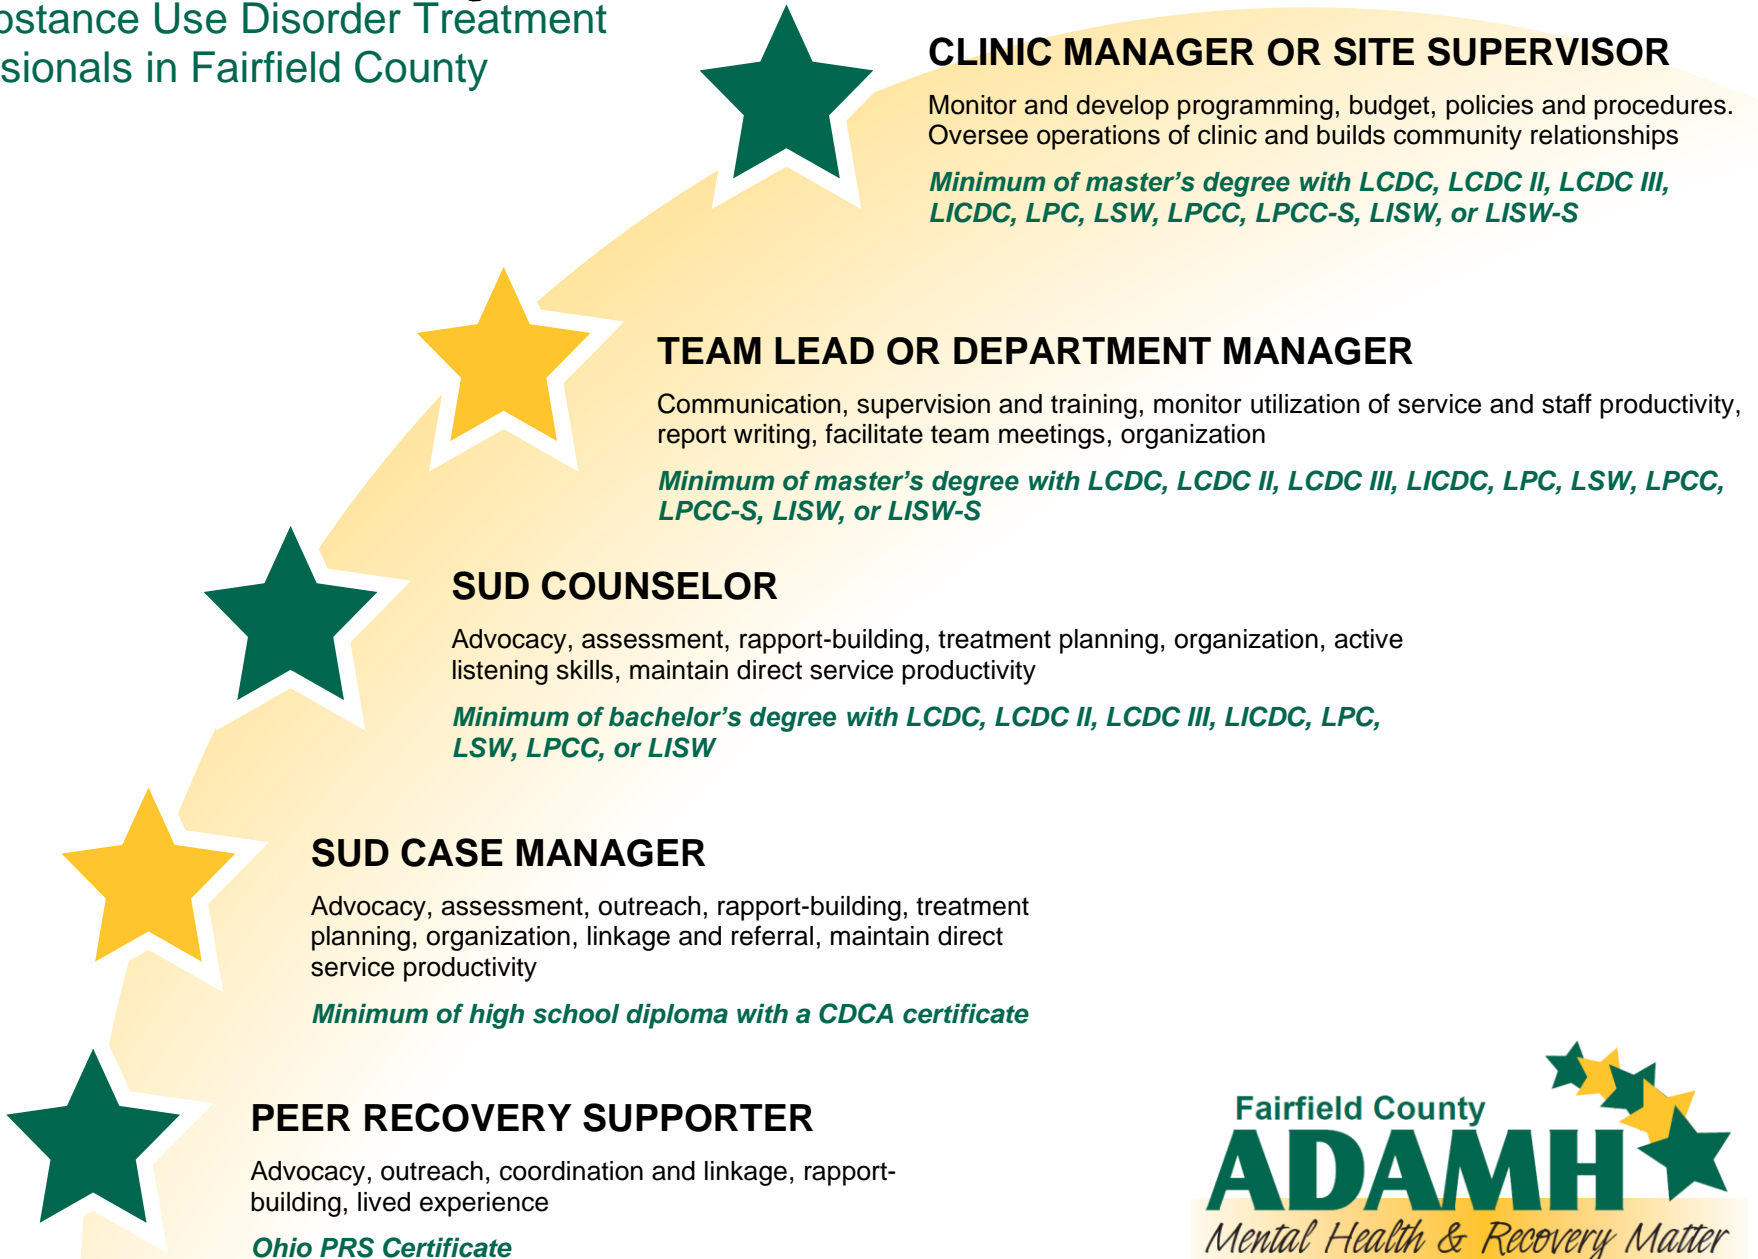 Use Disorder Treatment
in Fairfield County
CLINIC MANAGER OR SITE SUPERVISOR
Monitor and develop programming, budget, policies and procedures.
Oversee operations of clinic and builds community relationships
Minimum of master’s degree with LCDC, LCDC II, LCDC III,
LICDC, LPC, LSW, LPCC, LPCC-S, LISW, or LISW-S
TEAM LEAD OR DEPARTMENT MANAGER
Communication, supervision and training, monitor utilization of service and staff productivity,
report writing, facilitate team meetings, organization
Minimum of master’s degree with LCDC, LCDC II, LCDC III, LICDC, LPC, LSW, LPCC,
LPCC-S, LISW, or LISW-S
SUD COUNSELOR
Advocacy, assessment, rapport-building, treatment planning, organization, active
listening skills, maintain direct service productivity
Minimum of bachelor’s degree with LCDC, LCDC II, LCDC III, LICDC, LPC,
LSW, LPCC, or LISW
SUD CASE MANAGER
Advocacy, assessment, outreach, rapport-building, treatment
planning, organization, linkage and referral, maintain direct
service productivity
Minimum of high school diploma with a CDCA certificate
PEER RECOVERY SUPPORTER
Advocacy, outreach, coordination and linkage, rapport-
building, lived experience
Ohio PRS Certificate
Fairfield County
ADAMH
Mental Health & Recovery Matter